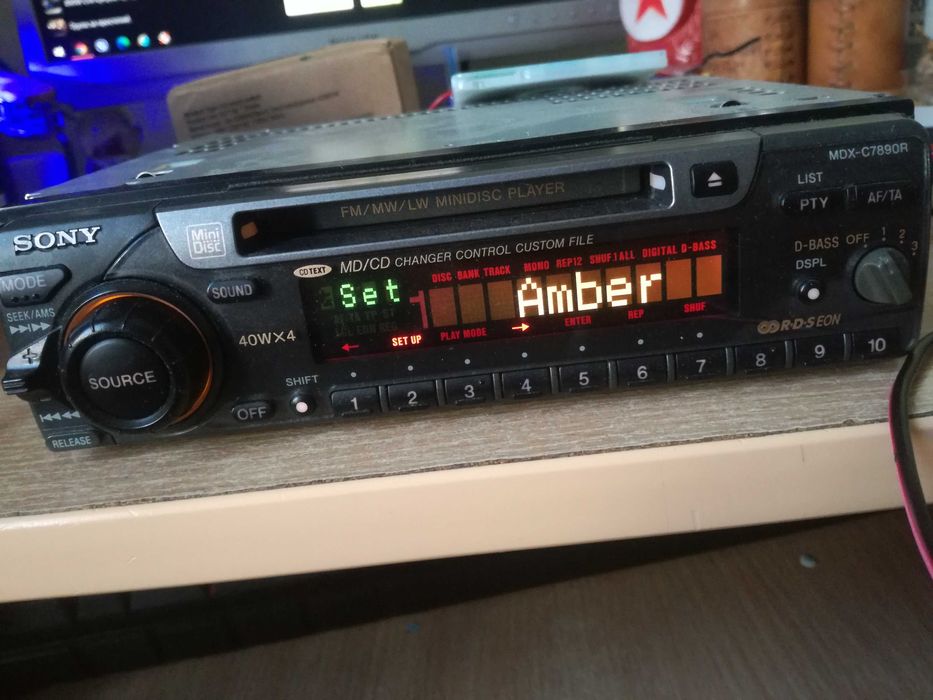 MDX-C7890R
FM/MW/LW MINIDISC PLAYER
LIST
PTY
AF/TA
SONY
Mini
Disc
CD TEXT
MD/CD CHANGER CONTROL CUSTOM FILE
D-BASS OFF 1 2 3
DSPL
MODE
SOUND
DISC BANK TRACK MONO REP12 SHUF1ALL DIGITAL D-BASS
Set
Amber
SEEK/AMS
+
SOURCE
40W×4
SET UP
PLAY MODE
ENTER
REP
SHUF
R·D·S EON
SHIFT
OFF
RELEASE
1 2 3 4 5 6 7 8 9 10